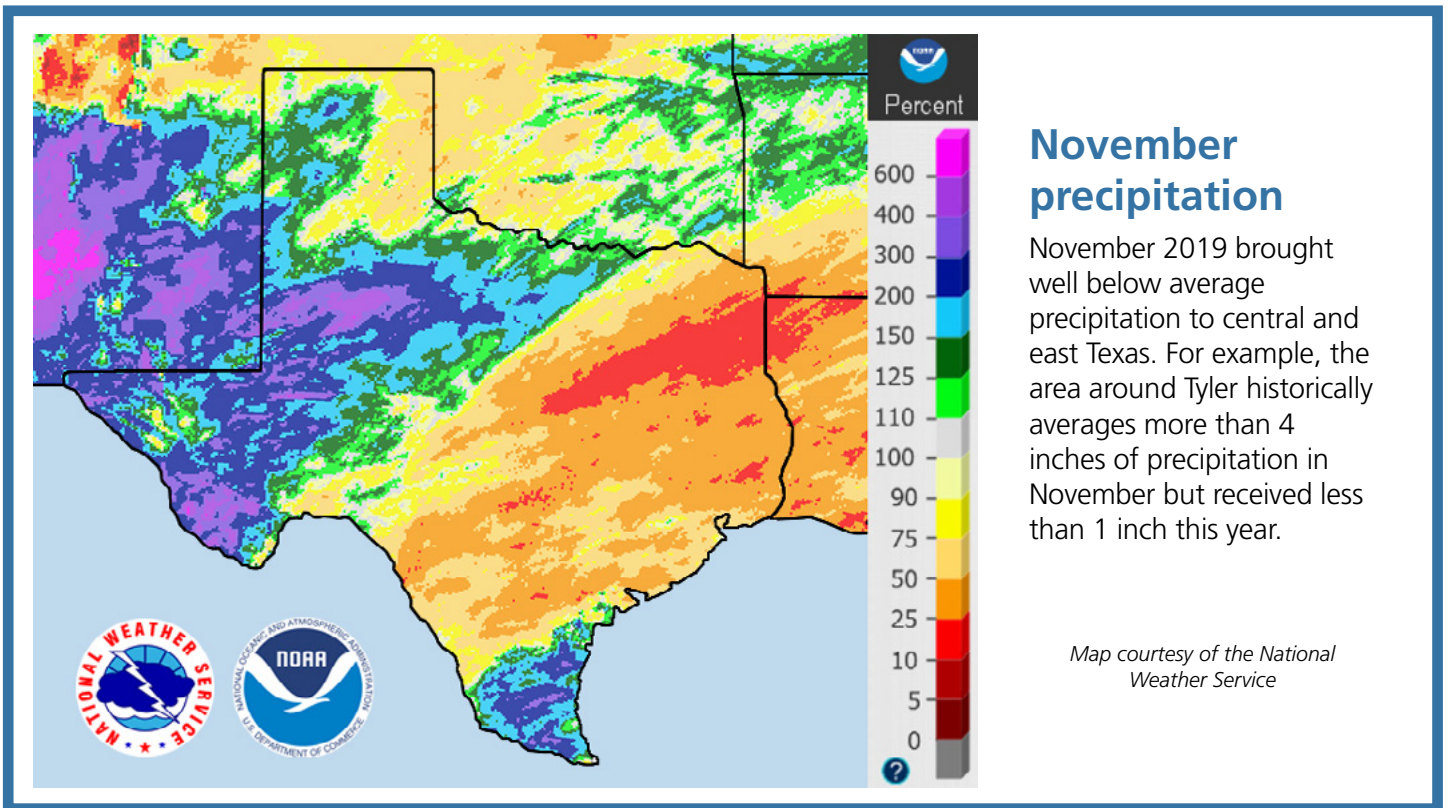 NOAA
Percent
600
400
300
200
150
125
110
100
90
75
50
25
10
5
0
?
NATIONAL WEATHER SERVICE
NATIONAL OCEANIC AND ATMOSPHERIC ADMINISTRATION
NOAA
U.S. DEPARTMENT OF COMMERCE
November
precipitation
November 2019 brought
well below average
precipitation to central and
east Texas. For example, the
area around Tyler historically
averages more than 4
inches of precipitation in
November but received less
than 1 inch this year.
Map courtesy of the National
Weather Service